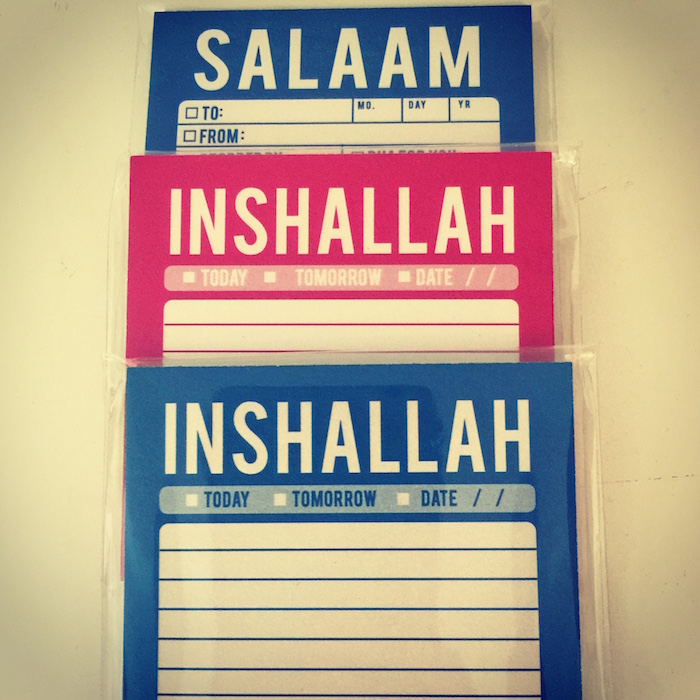 SALAAM
TO: MO. DAY YR
FROM:
INSHALLAH
TODAY TOMORROW DATE / /
INSHALLAH
TODAY TOMORROW DATE / /